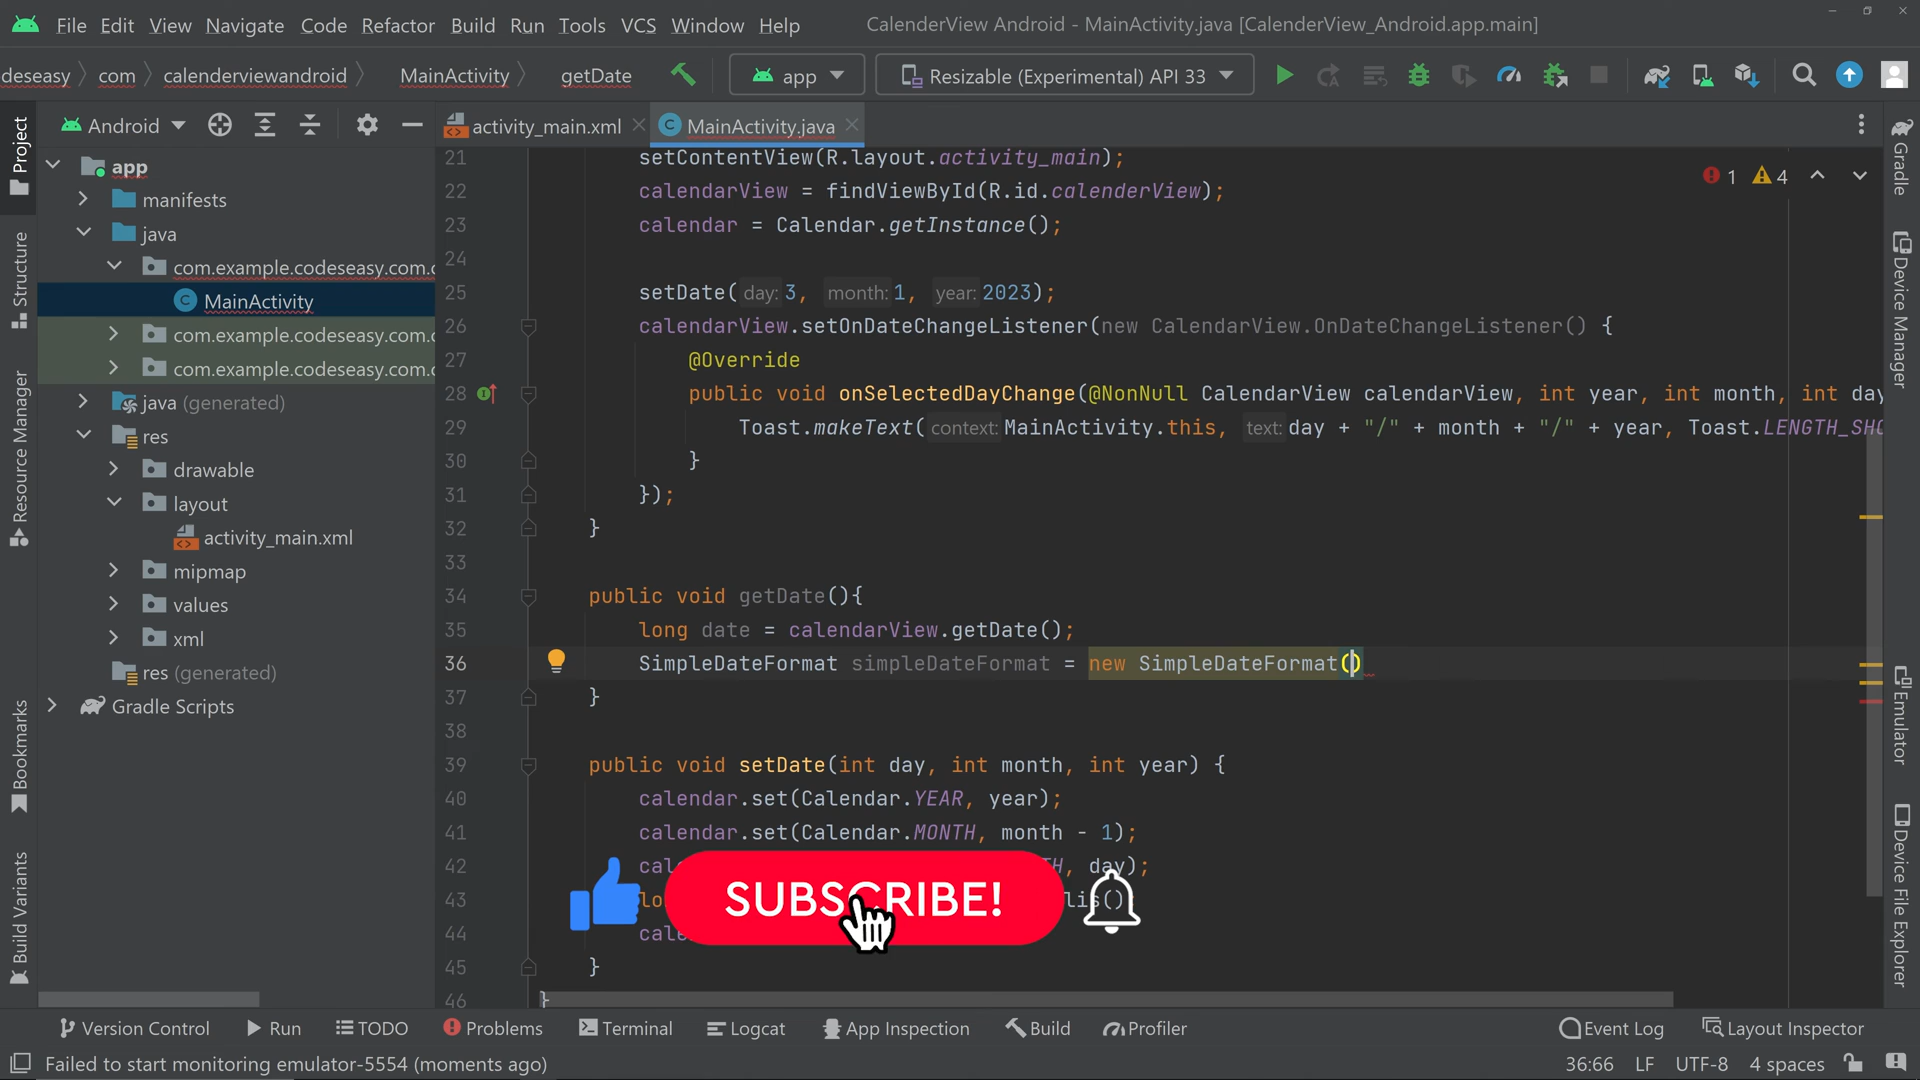 File Edit View Navigate Code Refactor Build Run Tools VCS Window Help CalenderView Android - MainActivity.java [CalenderView_Android.app.main]
deseasy com calenderviewandroid MainActivity getDate app Resizable (Experimental) API 33
Android activity_main.xml MainActivity.java
Project
Structure
Resource Manager
Bookmarks
Build Variants
app
manifests
java
com.example.codeseasy.com.c
MainActivity
com.example.codeseasy.com.c
com.example.codeseasy.com.c
java (generated)
res
drawable
layout
activity_main.xml
mipmap
values
xml
res (generated)
Gradle Scripts
1 4
21 setContentView(R.layout.activity_main);
22 calendarView = findViewById(R.id.calenderView);
23 calendar = Calendar.getInstance();
24
25 setDate( day: 3, month: 1, year: 2023);
26 calendarView.setOnDateChangeListener(new CalendarView.OnDateChangeListener() {
27 @Override
28 public void onSelectedDayChange(@NonNull CalendarView calendarView, int year, int month, int day
29 Toast.makeText( context: MainActivity.this, text: day + "/" + month + "/" + year, Toast.LENGTH_SHO
30 }
31 });
32 }
33
34 public void getDate(){
35 long date = calendarView.getDate();
36 SimpleDateFormat simpleDateFormat = new SimpleDateFormat()
37 }
38
39 public void setDate(int day, int month, int year) {
40 calendar.set(Calendar.YEAR, year);
41 calendar.set(Calendar.MONTH, month - 1);
42 cal H, day);
43 lo lis()
44 cale
45 }
46 }
SUBSCRIBE!
Gradle
Device Manager
Emulator
Device File Explorer
Version Control Run TODO Problems Terminal Logcat App Inspection Build Profiler Event Log Layout Inspector
Failed to start monitoring emulator-5554 (moments ago) 36:66 LF UTF-8 4 spaces